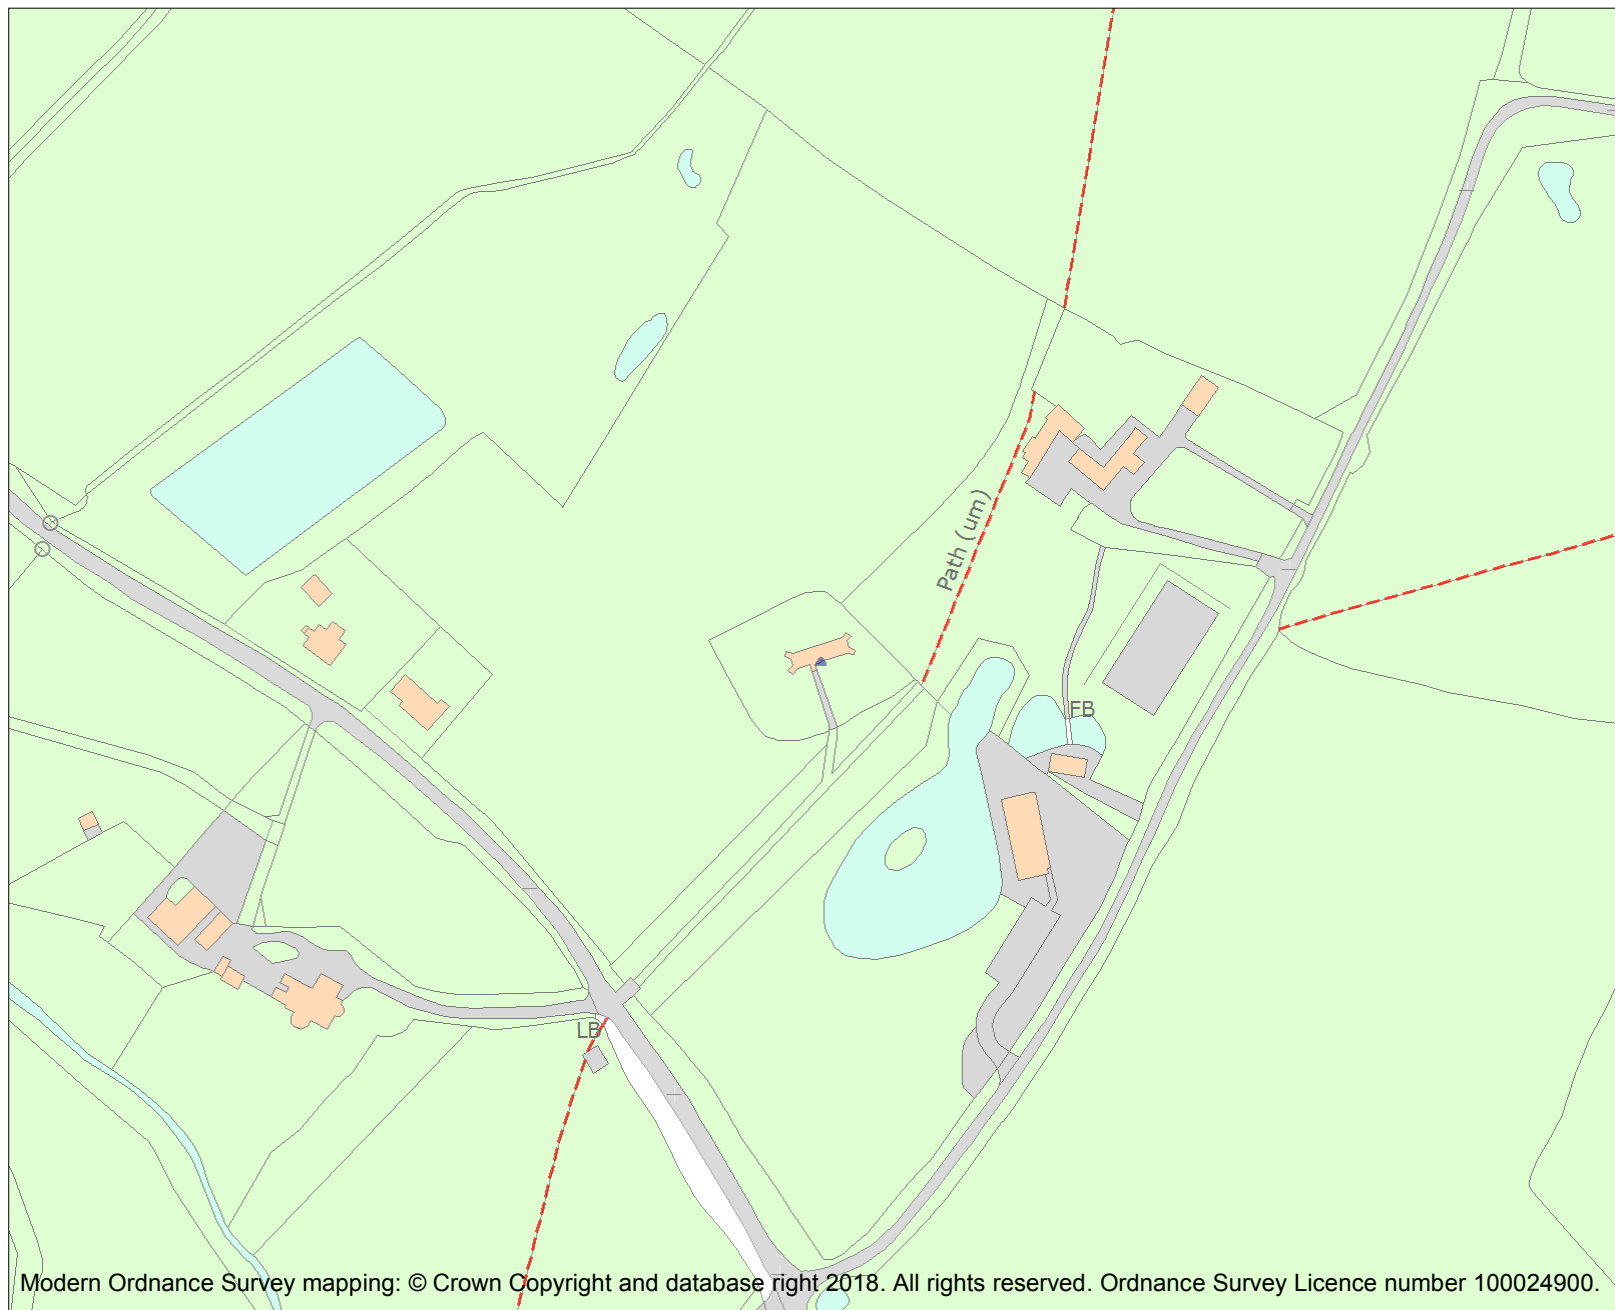 Path (um)
FB
LB
Modern Ordnance Survey mapping: © Crown Copyright and database right 2018. All rights reserved. Ordnance Survey Licence number 100024900.